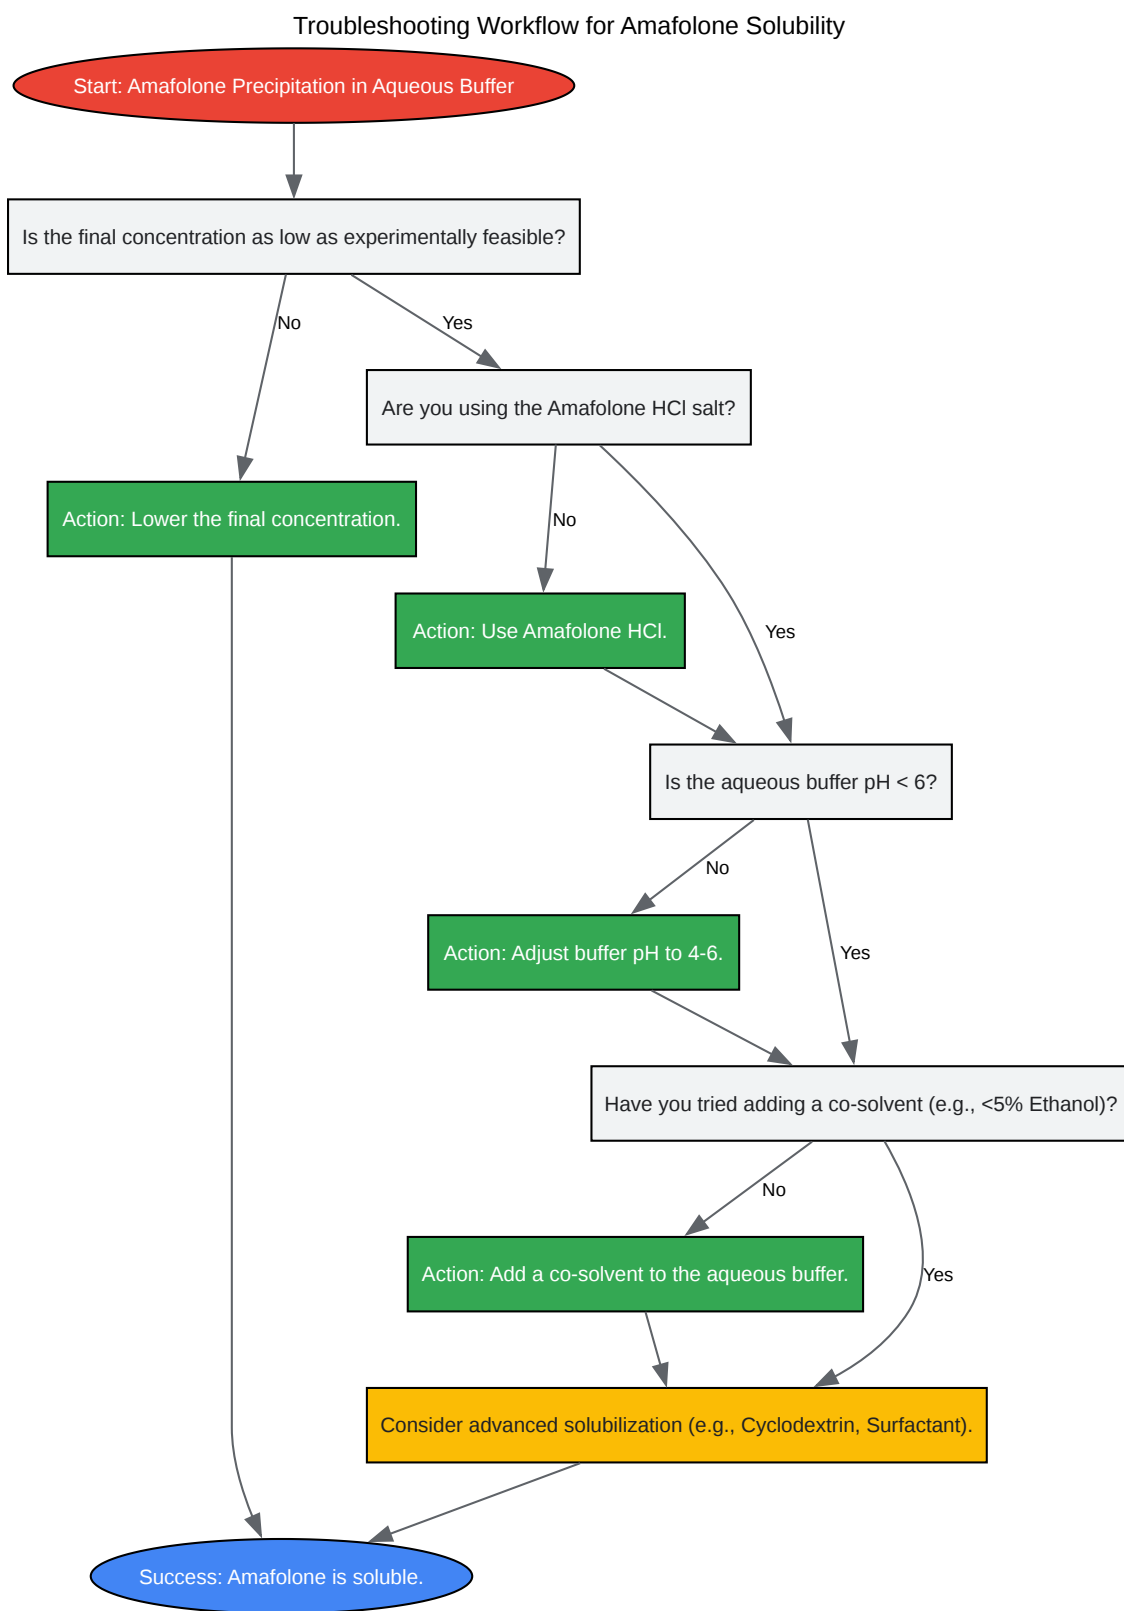 Troubleshooting Workflow for Amafolone Solubility
Start: Amafolone Precipitation in Aqueous Buffer
Is the final concentration as low as experimentally feasible?
No
Yes
Are you using the Amafolone HCl salt?
Action: Lower the final concentration.
No
Action: Use Amafolone HCl.
Yes
Is the aqueous buffer pH < 6?
No
Action: Adjust buffer pH to 4-6.
Yes
Have you tried adding a co-solvent (e.g., <5% Ethanol)?
No
Action: Add a co-solvent to the aqueous buffer.
Yes
Consider advanced solubilization (e.g., Cyclodextrin, Surfactant).
Success: Amafolone is soluble.